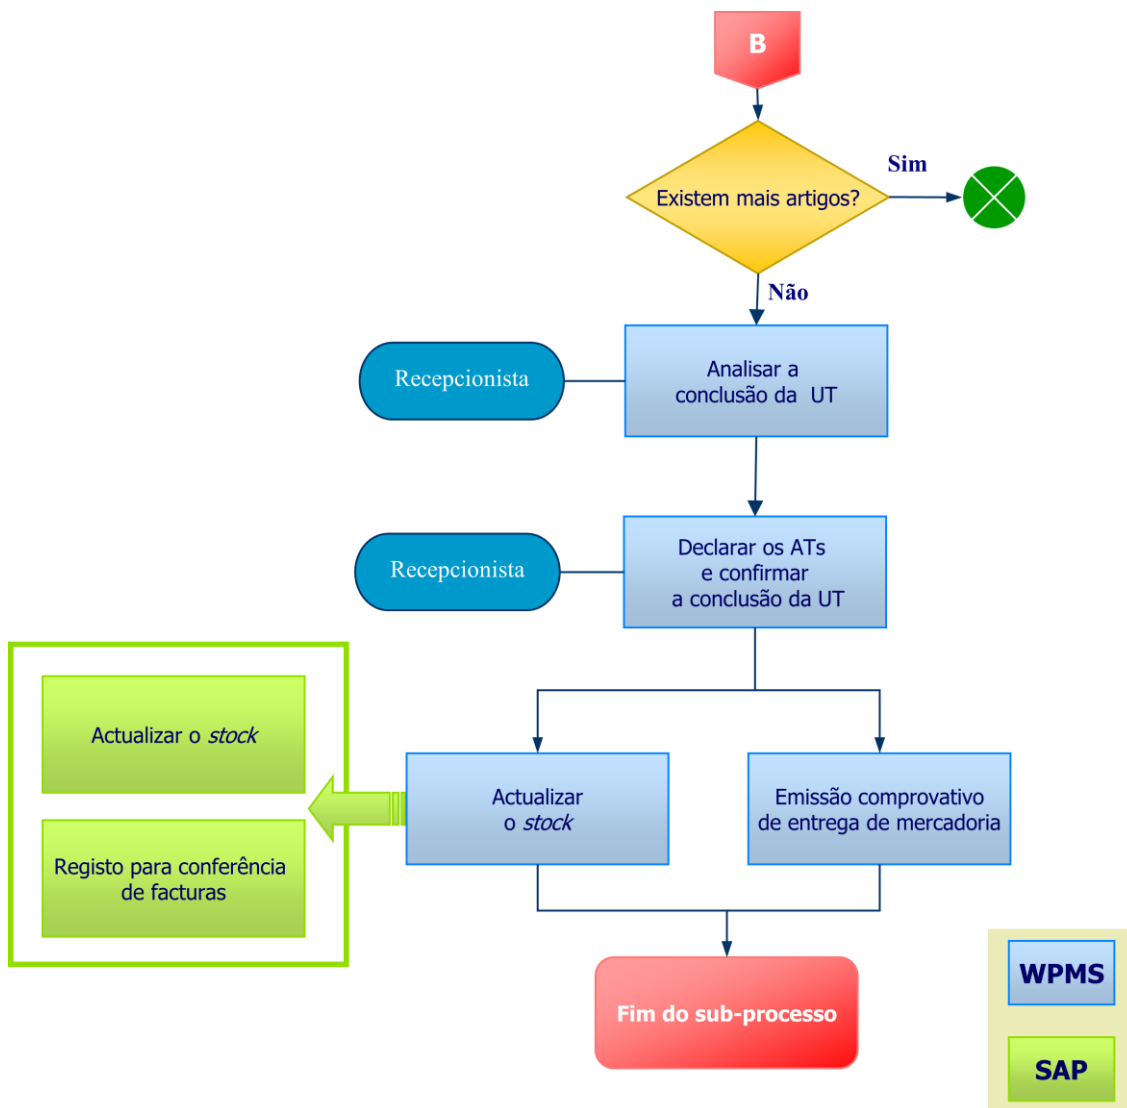 B
Existem mais artigos?
Sim
Não
Recepcionista
Analisar a
conclusão da UT
Recepcionista
Declarar os ATs
e confirmar
a conclusão da UT
Actualizar o stock
Registo para conferência
de facturas
Actualizar
o stock
Emissão comprovativo
de entrega de mercadoria
Fim do sub-processo
WPMS
SAP